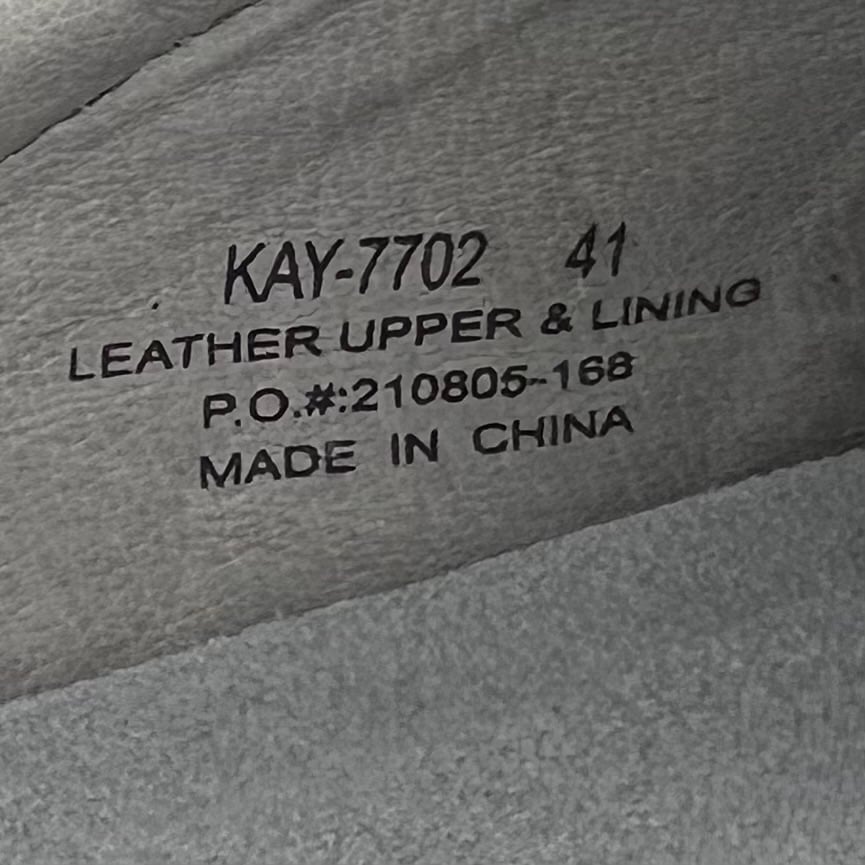 KAY-7702 41
LEATHER UPPER & LINING
P.O.#:210805-168
MADE IN CHINA